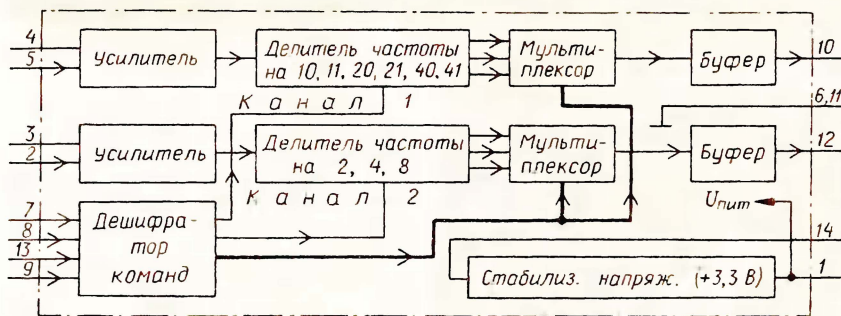 4
5
Усилитель
Делитель частоты
на 10, 11, 20, 21, 40, 41
Мульти-
плексор
Буфер
10
Канал 1
6,11
3
2
Усилитель
Делитель частоты
на 2, 4, 8
Мульти-
плексор
Буфер
12
Канал 2
7
8
13
9
Дешифра-
тор
команд
Uпит
14
Стабилиз. напряж. (+3,3 В)
1